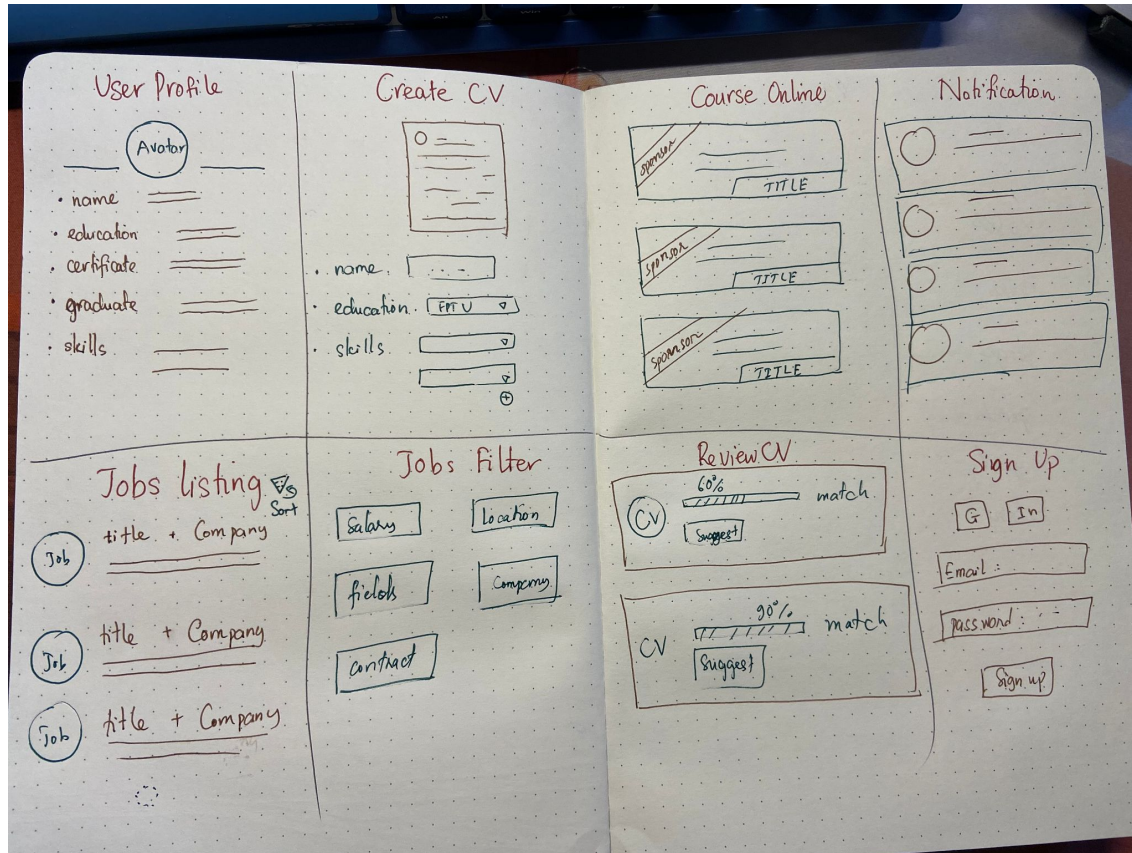 User Profile
Avatar
• name
• education
• certificate
• graduate
• skills
Create CV
• name
• education FPT U
• skills
Course Online
sponsor
TITLE
sponsor
TITLE
sponsor
TITLE
Notification
Jobs listing
Sort
Job
title + Company
Job
title + Company
Job
title + Company
Jobs Filter
Salary
Location
fields
Company
contract
Review CV
CV
60%
match
Suggest
CV
90%
match
Suggest
Sign Up
G
In
Email :
password :
Sign up